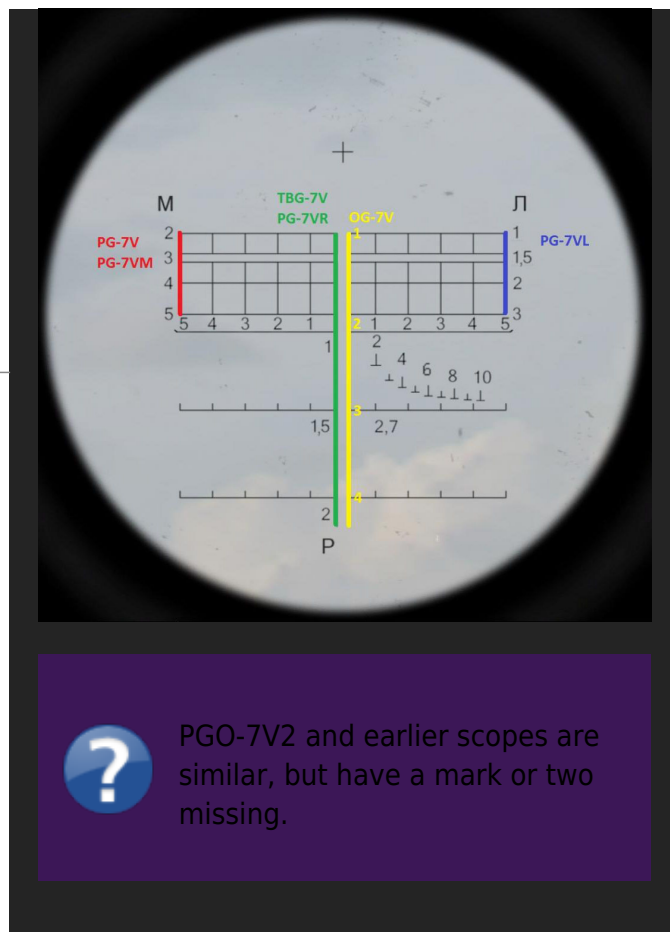 TBG-7V
М Л
PG-7VR OG-7V
2 1 1
PG-7V PG-7VL
3 1,5
PG-7VM
4 2
5 3
5 4 3 2 1 2 1 2 3 4 5
1 2 4 6 8 10
3
1,5 2,7
4
2
Р
PGO-7V2 and earlier scopes are
similar, but have a mark or two
missing.